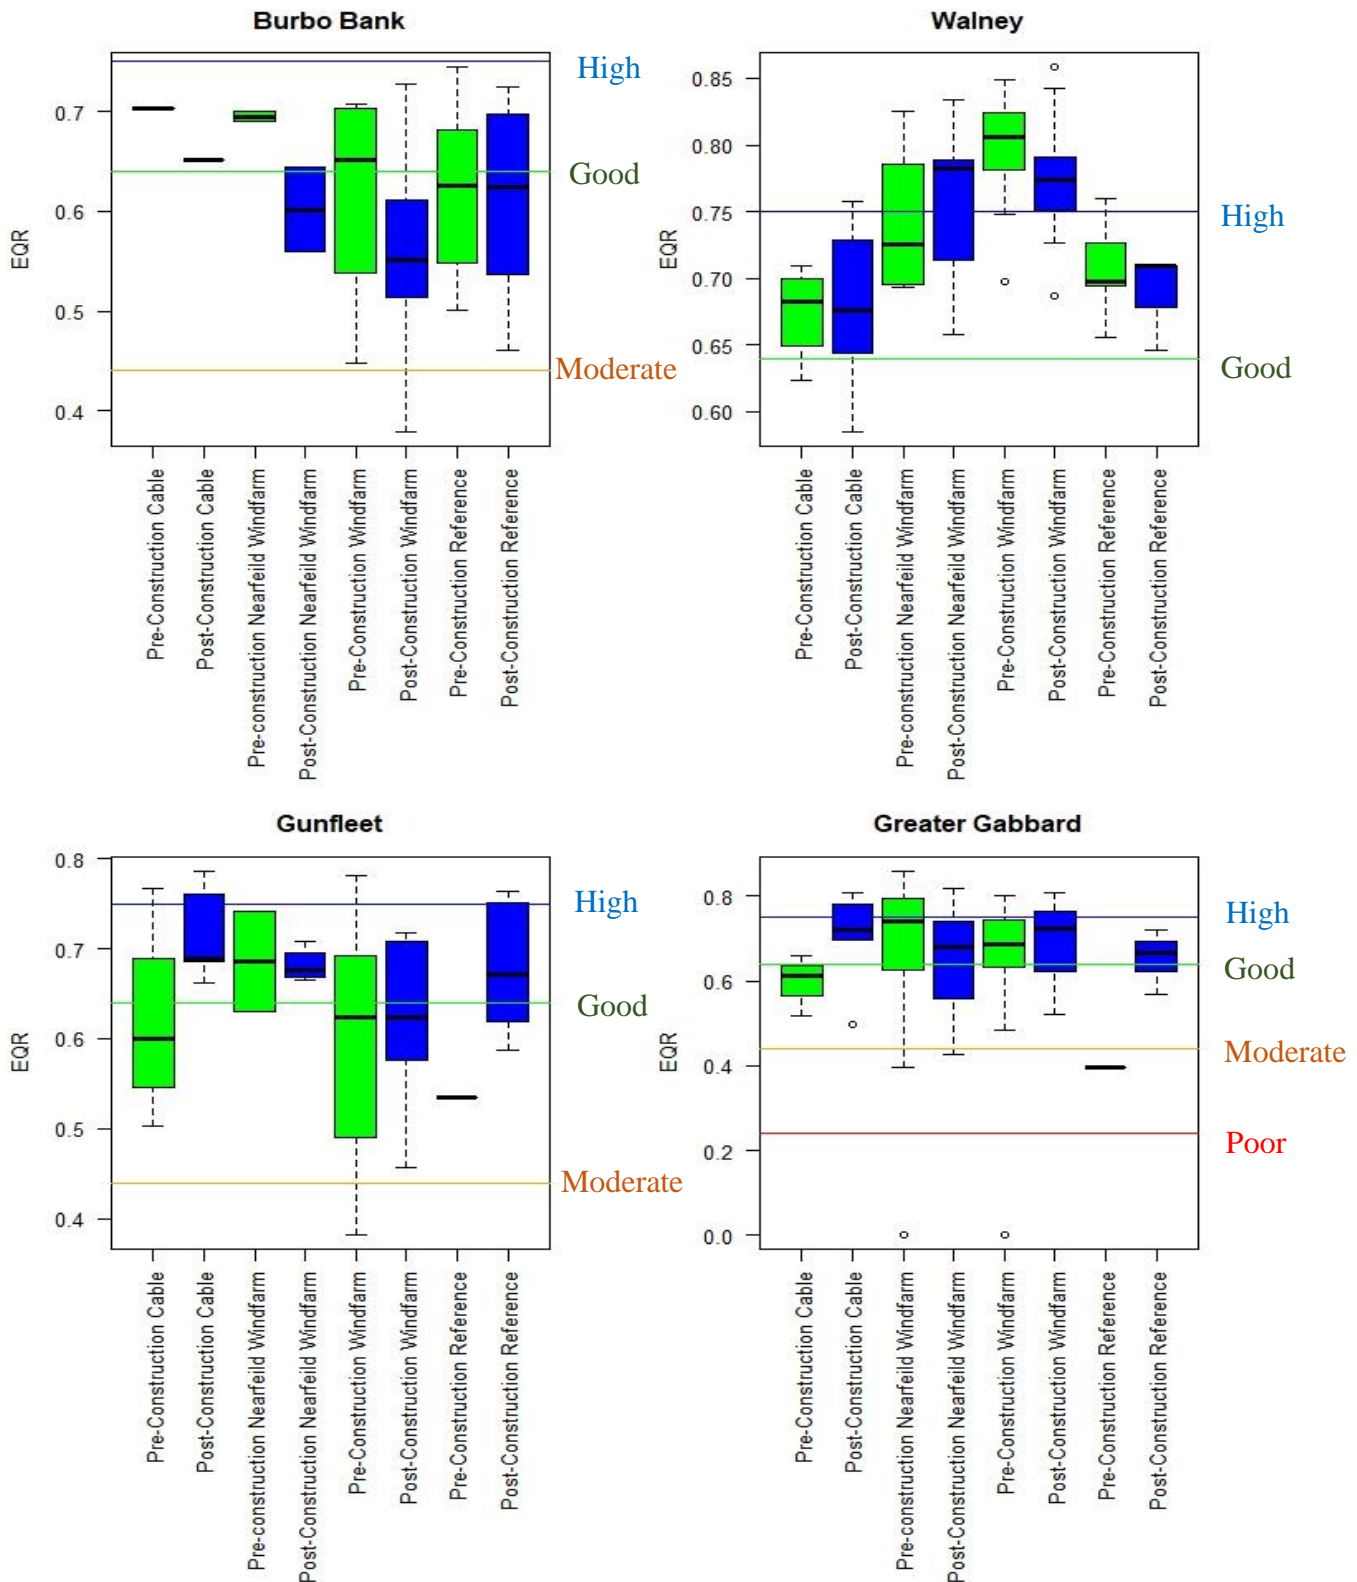 Burbo Bank
EQR
0.7
0.6
0.5
0.4
High
Good
Moderate
Pre-Construction Cable
Post-Construction Cable
Pre-construction Nearfeild Windfarm
Post-Construction Nearfeild Windfarm
Pre-Construction Windfarm
Post-Construction Windfarm
Pre-Construction Reference
Post-Construction Reference
Walney
EQR
0.85
0.80
0.75
0.70
0.65
0.60
High
Good
Pre-Construction Cable
Post-Construction Cable
Pre-construction Nearfeild Windfarm
Post-Construction Nearfeild Windfarm
Pre-Construction Windfarm
Post-Construction Windfarm
Pre-Construction Reference
Post-Construction Reference
Gunfleet
EQR
0.8
0.7
0.6
0.5
0.4
High
Good
Moderate
Pre-Construction Cable
Post-Construction Cable
Pre-construction Nearfeild Windfarm
Post-Construction Nearfeild Windfarm
Pre-Construction Windfarm
Post-Construction Windfarm
Pre-Construction Reference
Post-Construction Reference
Greater Gabbard
EQR
0.8
0.6
0.4
0.2
0.0
High
Good
Moderate
Poor
Pre-Construction Cable
Post-Construction Cable
Pre-construction Nearfeild Windfarm
Post-Construction Nearfeild Windfarm
Pre-Construction Windfarm
Post-Construction Windfarm
Pre-Construction Reference
Post-Construction Reference